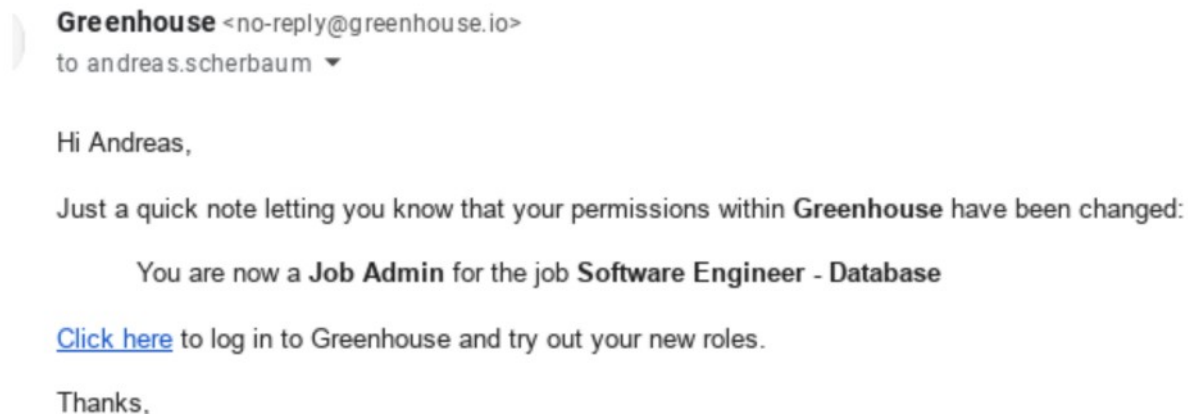 Greenhouse <no-reply@greenhouse.io>
to andreas.scherbaum
Hi Andreas,
Just a quick note letting you know that your permissions within Greenhouse have been changed:
You are now a Job Admin for the job Software Engineer - Database
Click here to log in to Greenhouse and try out your new roles.
Thanks,